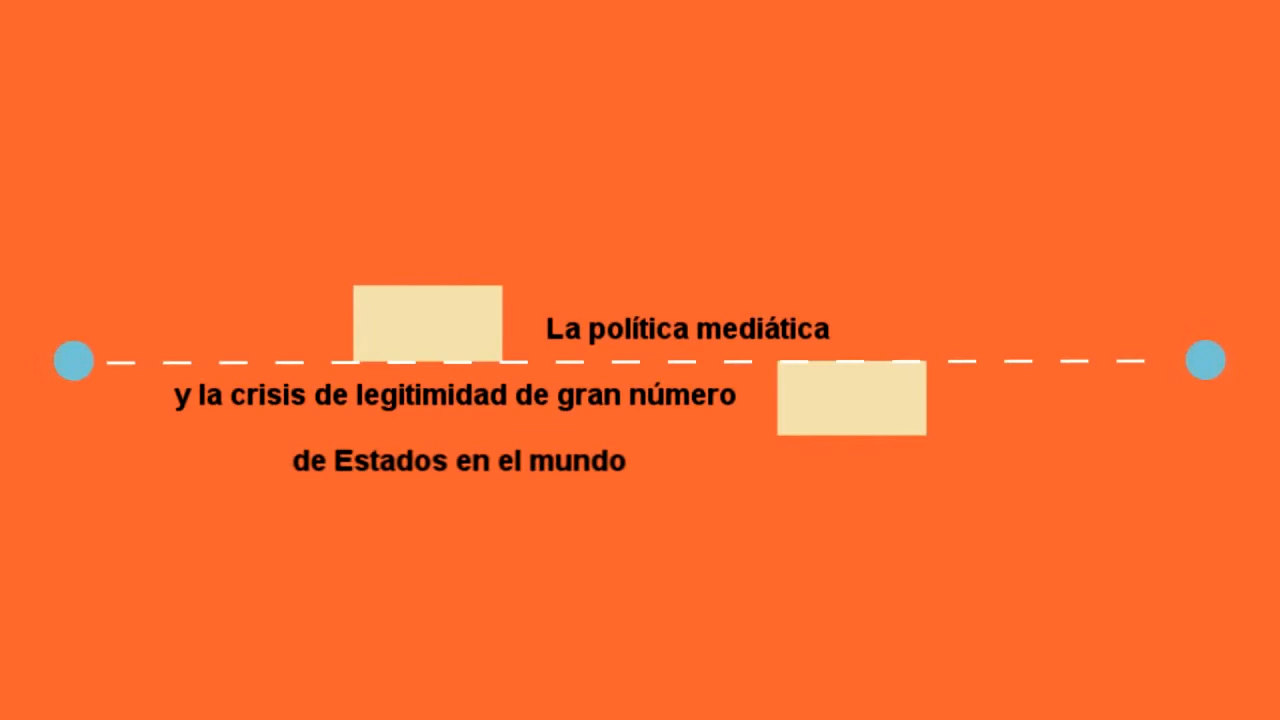 La política mediática
y la crisis de legitimidad de gran número
de Estados en el mundo